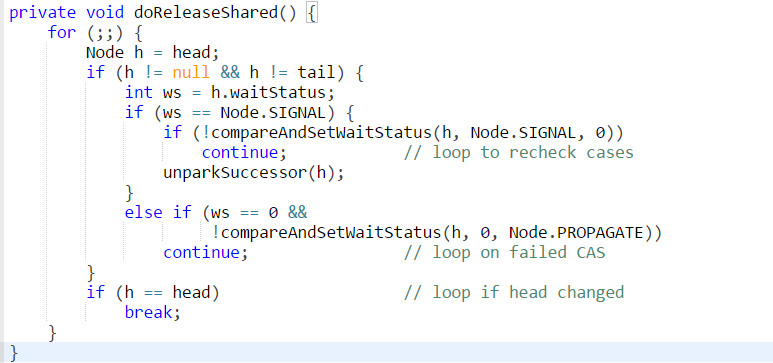 private void doReleaseShared() {
    for (;;) {
        Node h = head;
        if (h != null && h != tail) {
            int ws = h.waitStatus;
            if (ws == Node.SIGNAL) {
                if (!compareAndSetWaitStatus(h, Node.SIGNAL, 0))
                    continue;            // loop to recheck cases
                unparkSuccessor(h);
            }
            else if (ws == 0 &&
                     !compareAndSetWaitStatus(h, 0, Node.PROPAGATE))
                continue;                // loop on failed CAS
        }
        if (h == head)                   // loop if head changed
            break;
    }
}